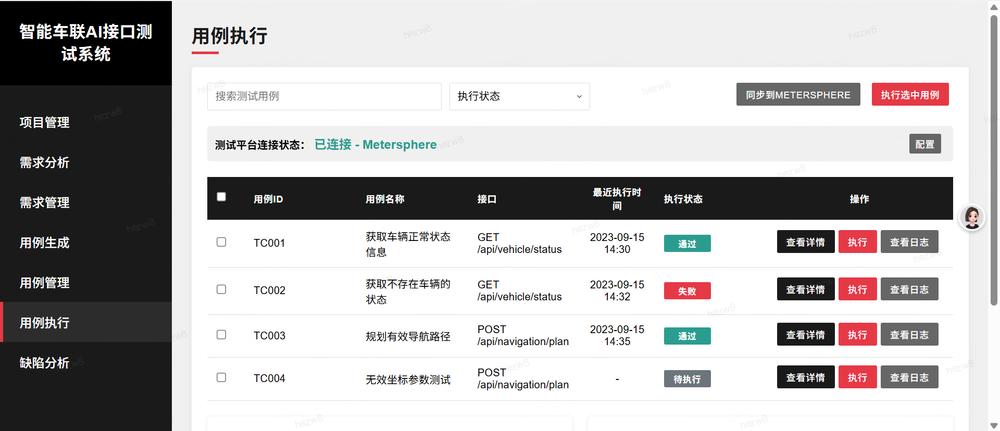 智能车联AI接口测
试系统
项目管理
需求分析
需求管理
用例生成
用例管理
用例执行
缺陷分析
用例执行
搜索测试用例
执行状态
同步到METERSPHERE
执行选中用例
测试平台连接状态： 已连接 - Metersphere
配置
用例ID 用例名称 接口 最近执行时间 执行状态 操作
TC001
获取车辆正常状态
信息
GET
/api/vehicle/status
2023-09-15
14:30
通过
查看详情 执行 查看日志
TC002
获取不存在车辆的
状态
GET
/api/vehicle/status
2023-09-15
14:32
失败
查看详情 执行 查看日志
TC003
规划有效导航路径
POST
/api/navigation/plan
2023-09-15
14:35
通过
查看详情 执行 查看日志
TC004
无效坐标参数测试
POST
/api/navigation/plan
-
待执行
查看详情 执行 查看日志
hezw8